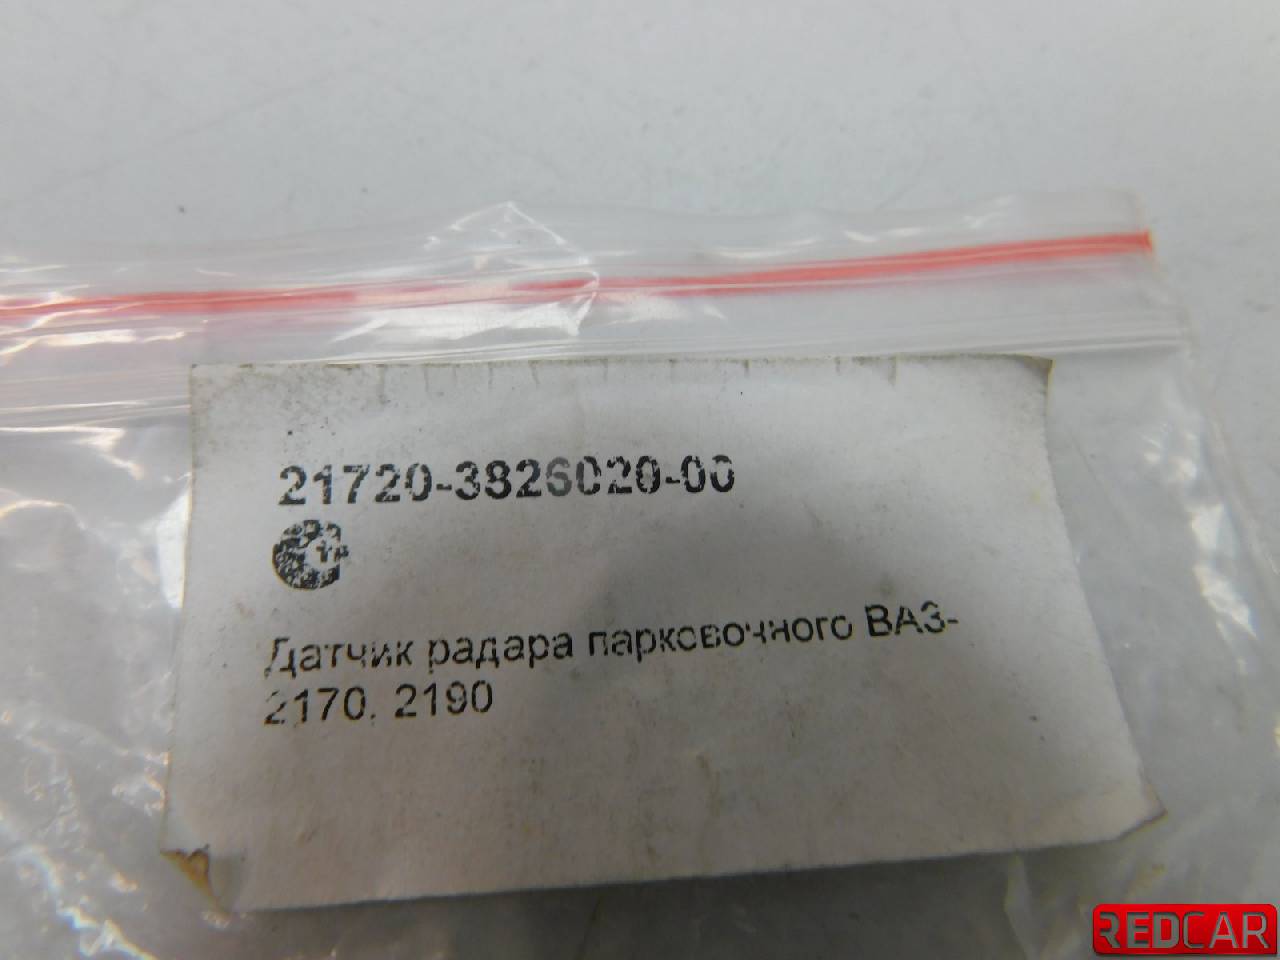 21720-3826020-00
Датчик радара парковочного ВАЗ-
2170, 2190
REDCAR